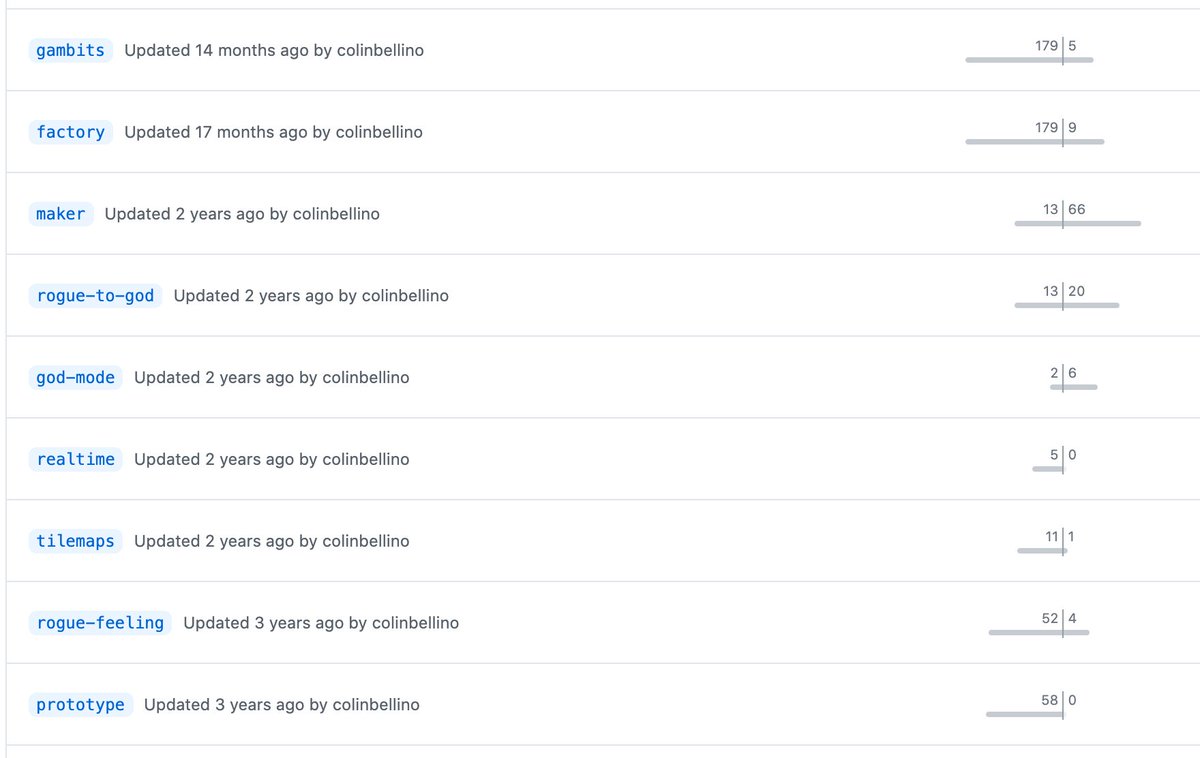 gambits Updated 14 months ago by colinbellino 179 5
factory Updated 17 months ago by colinbellino 179 9
maker Updated 2 years ago by colinbellino 13 66
rogue-to-god Updated 2 years ago by colinbellino 13 20
god-mode Updated 2 years ago by colinbellino 2 6
realtime Updated 2 years ago by colinbellino 5 0
tilemaps Updated 2 years ago by colinbellino 11 1
rogue-feeling Updated 3 years ago by colinbellino 52 4
prototype Updated 3 years ago by colinbellino 58 0